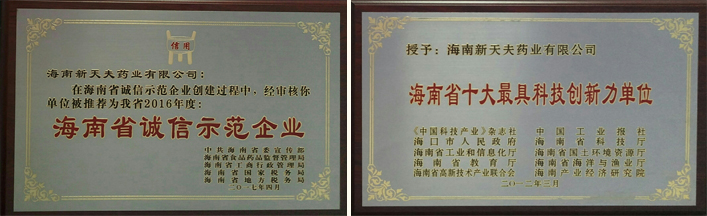 信用
海南新天夫药业有限公司：
在海南省诚信示范企业创建过程中，经审核你
单位被推荐为我省2016年度：
海南省诚信示范企业
中共海南省委宣传部
海南省食品药品监督管理局
海南省工商行政管理局
海南省国家税务局
海南省地方税务局
二〇一七年四月
授予：海南新天夫药业有限公司
海南省十大最具科技创新力单位
《中国科技产业》杂志社 中国工业报社
海口市人民政府 海南省科技厅
海南省工业和信息化厅 海南省国土环境资源厅
海南省教育厅 海南省海洋与渔业厅
海南省高新技术产业联合会 海南产业经济研究院
二〇一二年三月